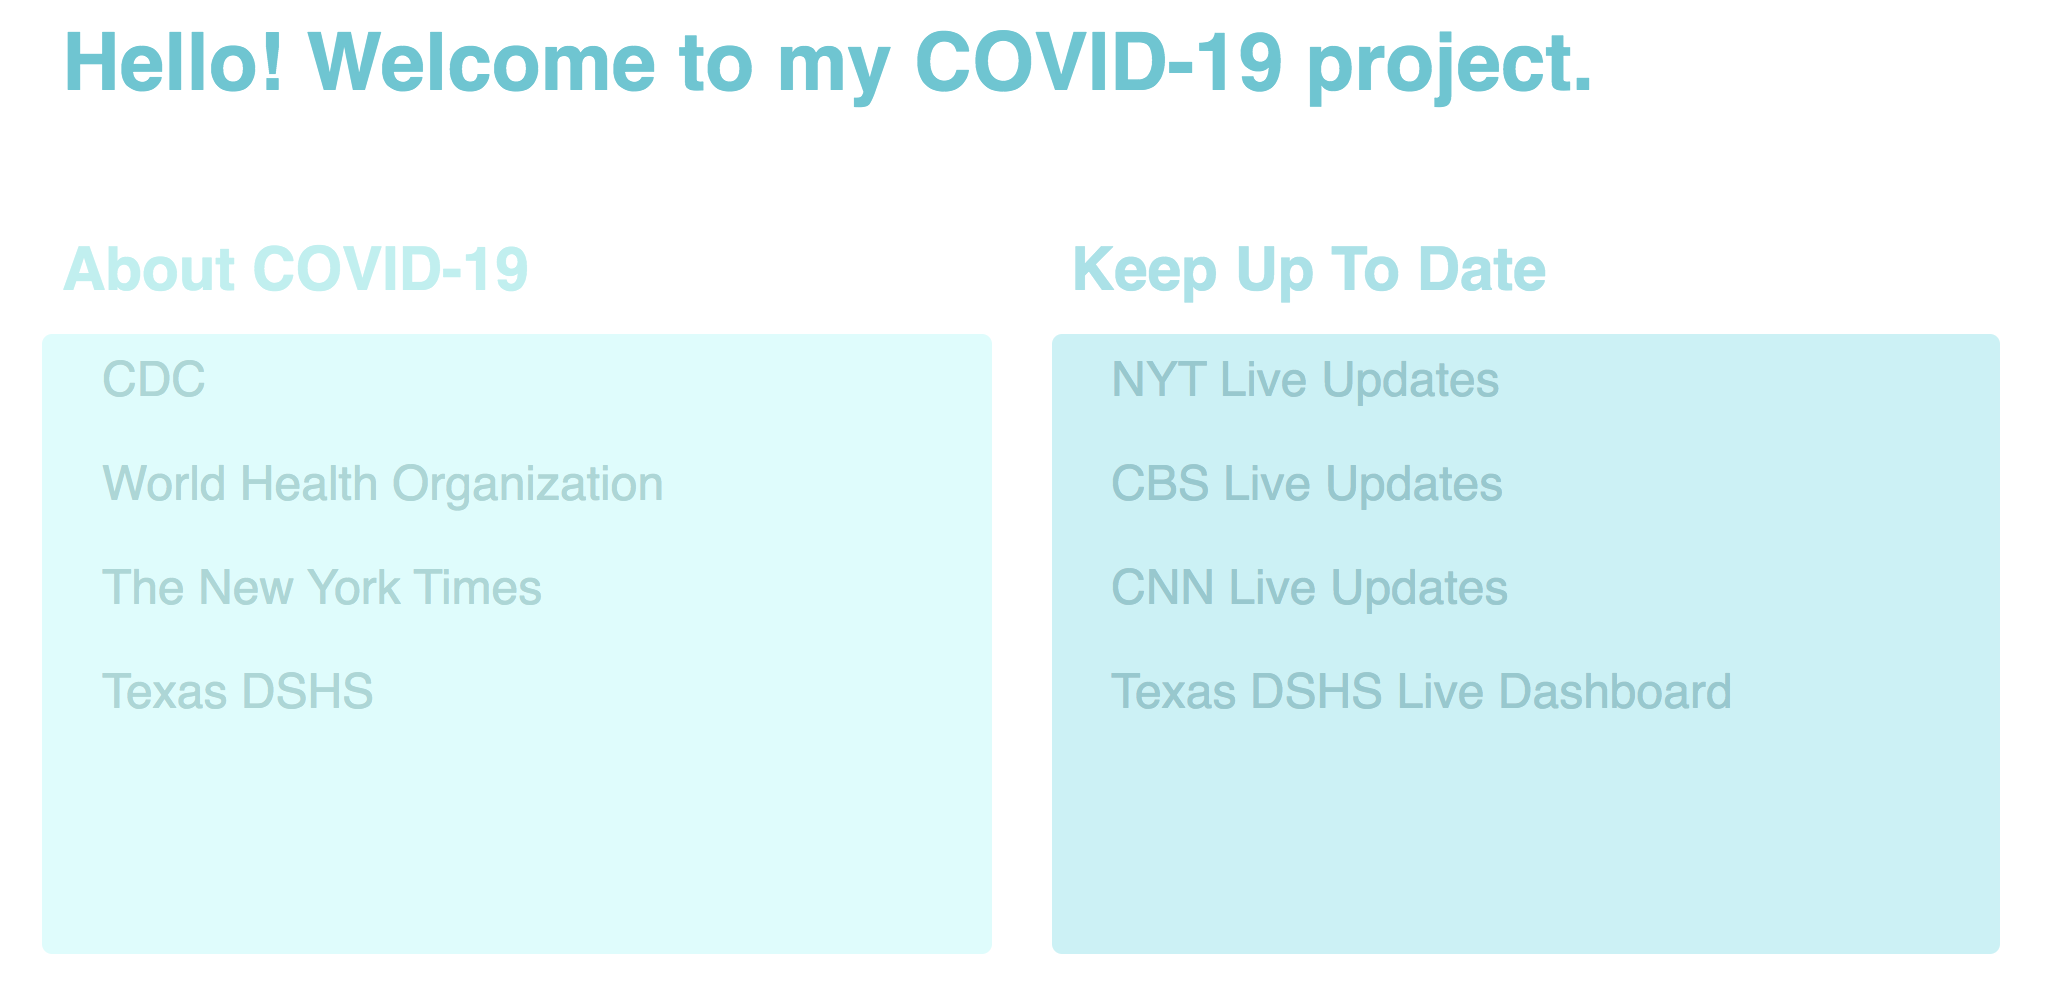 Hello! Welcome to my COVID-19 project.
About COVID-19
CDC
World Health Organization
The New York Times
Texas DSHS
Keep Up To Date
NYT Live Updates
CBS Live Updates
CNN Live Updates
Texas DSHS Live Dashboard